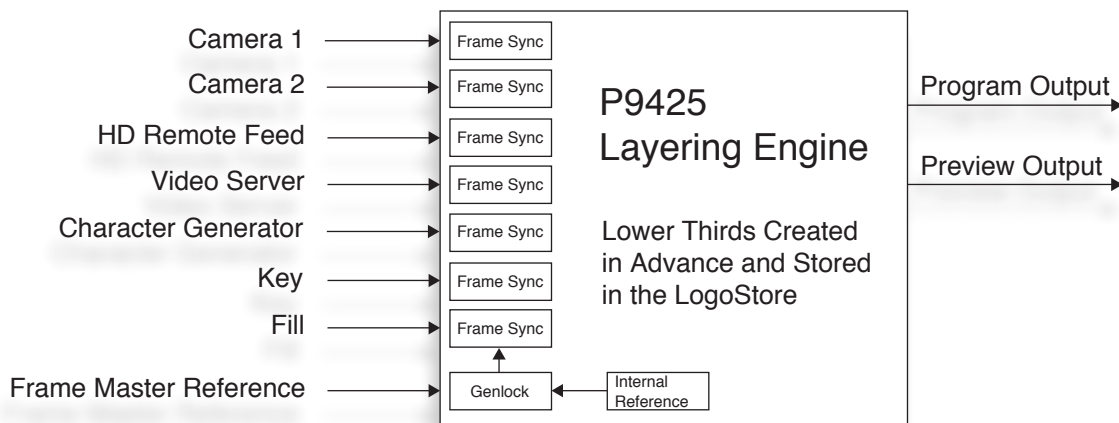 Camera 1
Frame Sync
Camera 2
Frame Sync
HD Remote Feed
Frame Sync
Video Server
Frame Sync
Character Generator
Frame Sync
Key
Frame Sync
Fill
Frame Sync
Frame Master Reference
Genlock
Internal
Reference
P9425
Layering Engine
Lower Thirds Created
in Advance and Stored
in the LogoStore
Program Output
Preview Output